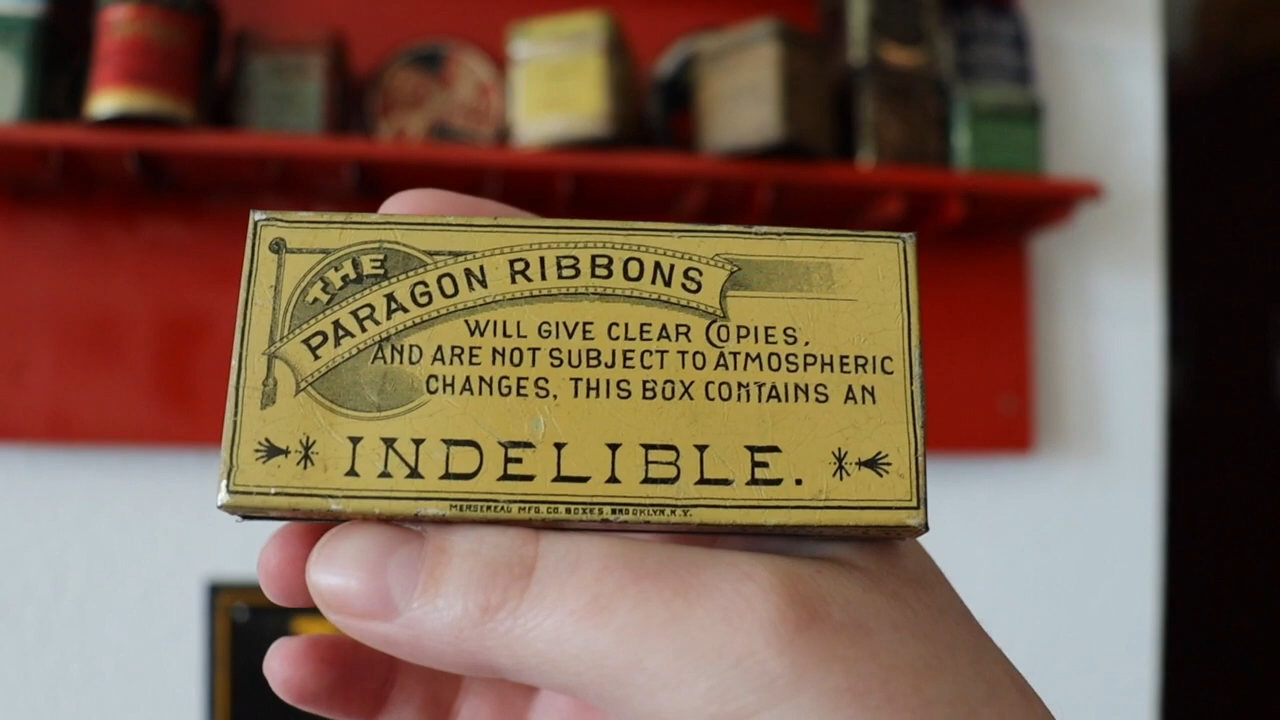 THE
PARAGON RIBBONS
WILL GIVE CLEAR COPIES,
AND ARE NOT SUBJECT TO ATMOSPHERIC
CHANGES, THIS BOX CONTAINS AN
INDELIBLE.
MERSEREAU MFG. CO. BOXES. BROOKLYN, N.Y.